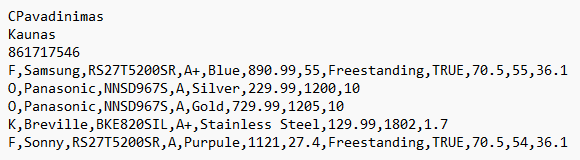 CPavadinimas
Kaunas
861717546
F,Samsung,RS27T5200SR,A+,Blue,890.99,55,Freestanding,TRUE,70.5,55,36.1
O,Panasonic,NNSD967S,A,Silver,229.99,1200,10
O,Panasonic,NNSD967S,A,Gold,729.99,1205,10
K,Breville,BKE820SIL,A+,Stainless Steel,129.99,1802,1.7
F,Sonny,RS27T5200SR,A,Purpule,1121,27.4,Freestanding,TRUE,70.5,54,36.1